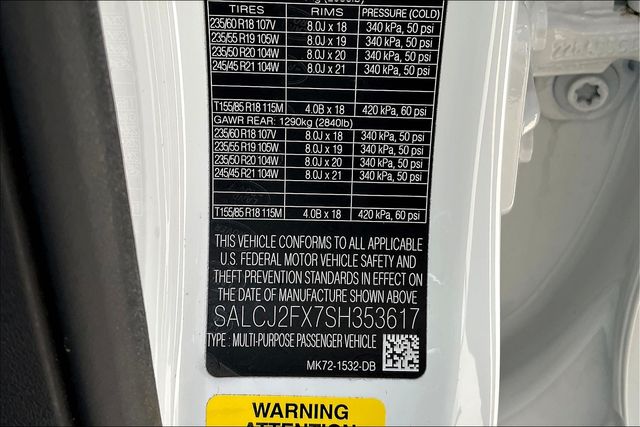 TIRES RIMS PRESSURE (COLD)
235/60 R18 107V 8.0J x 18 340 kPa, 50 psi
235/55 R19 105W 8.0J x 19 340 kPa, 50 psi
235/50 R20 104W 8.0J x 20 340 kPa, 50 psi
245/45 R21 104W 8.0J x 21 340 kPa, 50 psi
T155/85 R18 115M 4.0B x 18 420 kPa, 60 psi
GAWR REAR: 1290kg (2840lb)
235/60 R18 107V 8.0J x 18 340 kPa, 50 psi
235/55 R19 105W 8.0J x 19 340 kPa, 50 psi
235/50 R20 104W 8.0J x 20 340 kPa, 50 psi
245/45 R21 104W 8.0J x 21 340 kPa, 50 psi
T155/85 R18 115M 4.0B x 18 420 kPa, 60 psi
THIS VEHICLE CONFORMS TO ALL APPLICABLE
U.S. FEDERAL MOTOR VEHICLE SAFETY AND
THEFT PREVENTION STANDARDS IN EFFECT ON
THE DATE OF MANUFACTURE SHOWN ABOVE
SALCJ2FX7SH353617
TYPE : MULTI-PURPOSE PASSENGER VEHICLE
MK72-1532-DB
WARNING
ATTENTION